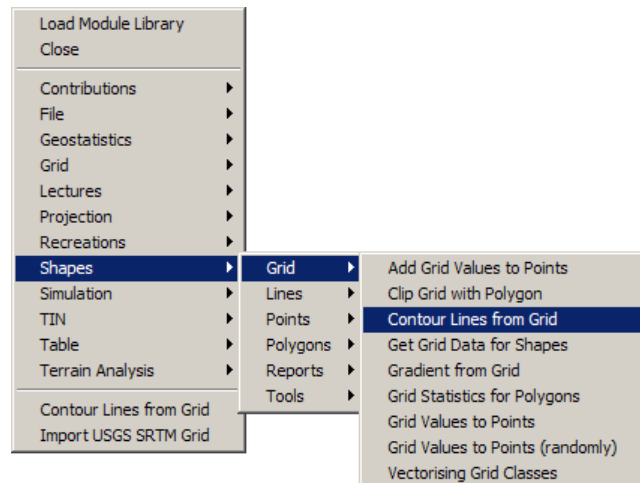 Load Module Library
Close
Contributions
File
Geostatistics
Grid
Lectures
Projection
Recreations
Shapes
Simulation
TIN
Table
Terrain Analysis
Contour Lines from Grid
Import USGS SRTM Grid
Grid
Lines
Points
Polygons
Reports
Tools
Add Grid Values to Points
Clip Grid with Polygon
Contour Lines from Grid
Get Grid Data for Shapes
Gradient from Grid
Grid Statistics for Polygons
Grid Values to Points
Grid Values to Points (randomly)
Vectorising Grid Classes